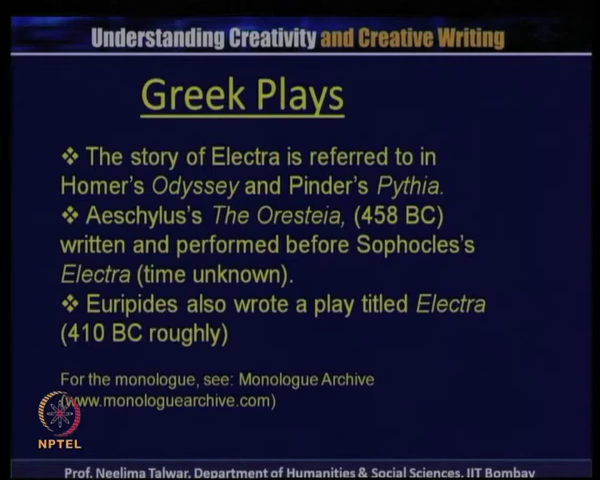 Understanding Creativity and Creative Writing
Greek Plays
❖ The story of Electra is referred to in
Homer's Odyssey and Pinder's Pythia.
❖ Aeschylus's The Oresteia, (458 BC)
written and performed before Sophocles's
Electra (time unknown).
❖ Euripides also wrote a play titled Electra
(410 BC roughly)
For the monologue, see: Monologue Archive
(www.monologuearchive.com)
NPTEL
Prof. Neelima Talwar, Department of Humanities & Social Sciences, IIT Bombay